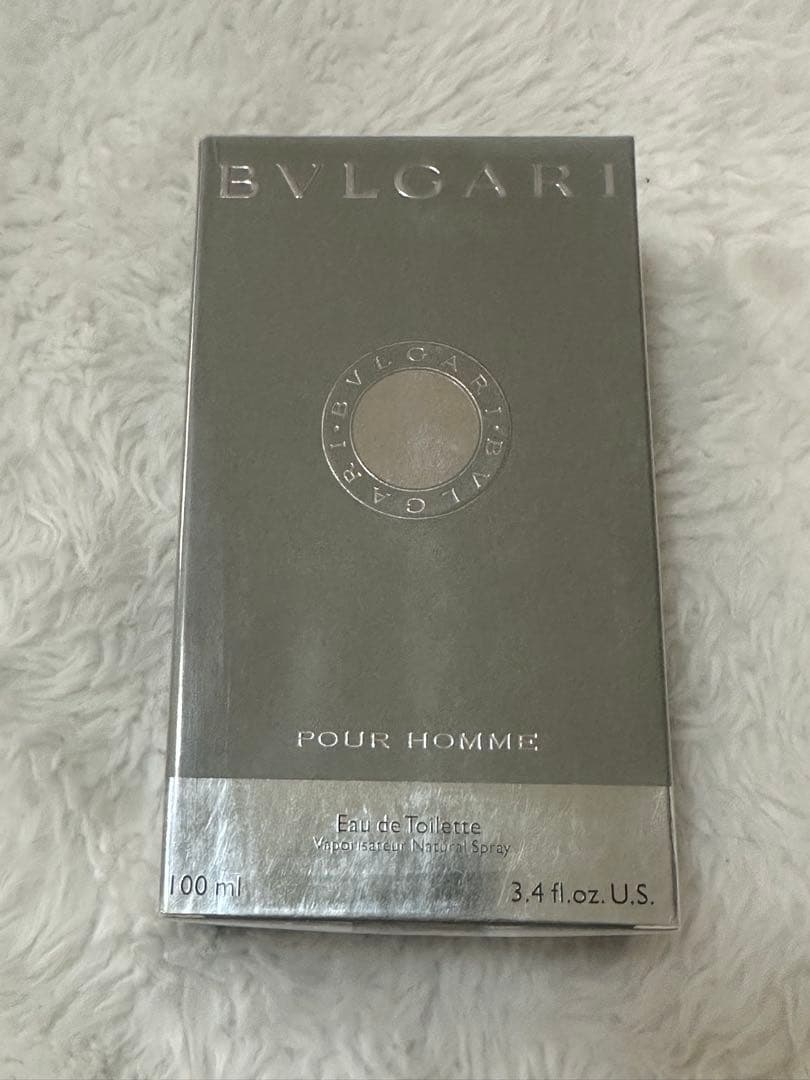 BVLGARI
BVLGARI · BVLGARI ·
POUR HOMME
Eau de Toilette
Vaporisateur Natural Spray
100 ml
3.4 fl.oz. U.S.